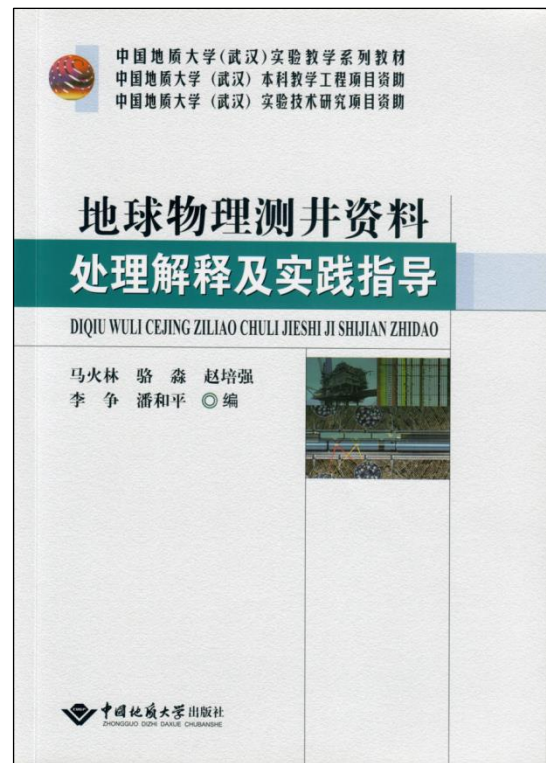 中国地质大学(武汉)实验教学系列教材
中国地质大学(武汉)本科教学工程项目资助
中国地质大学(武汉)实验技术研究项目资助
地球物理测井资料
处理解释及实践指导
DIQIU WULI CEJING ZILIAO CHULI JIESHI JI SHIJIAN ZHIDAO
马火林 骆 淼 赵培强
李 争 潘和平 ◎ 编
中国地质大学出版社
ZHONGGUO DIZHI DAXUE CHUBANSHE